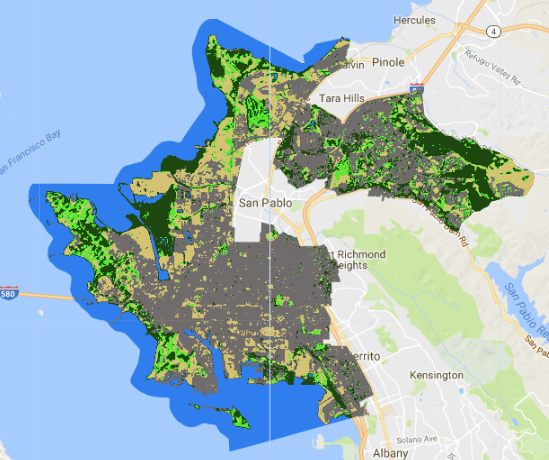 Hercules
4
Pinole
Refugio Valley Rd
Tara Hills
San Francisco Bay
San Pablo
San Pablo
Richmond
Heights
580
Kensington
Solano Ave
Albany